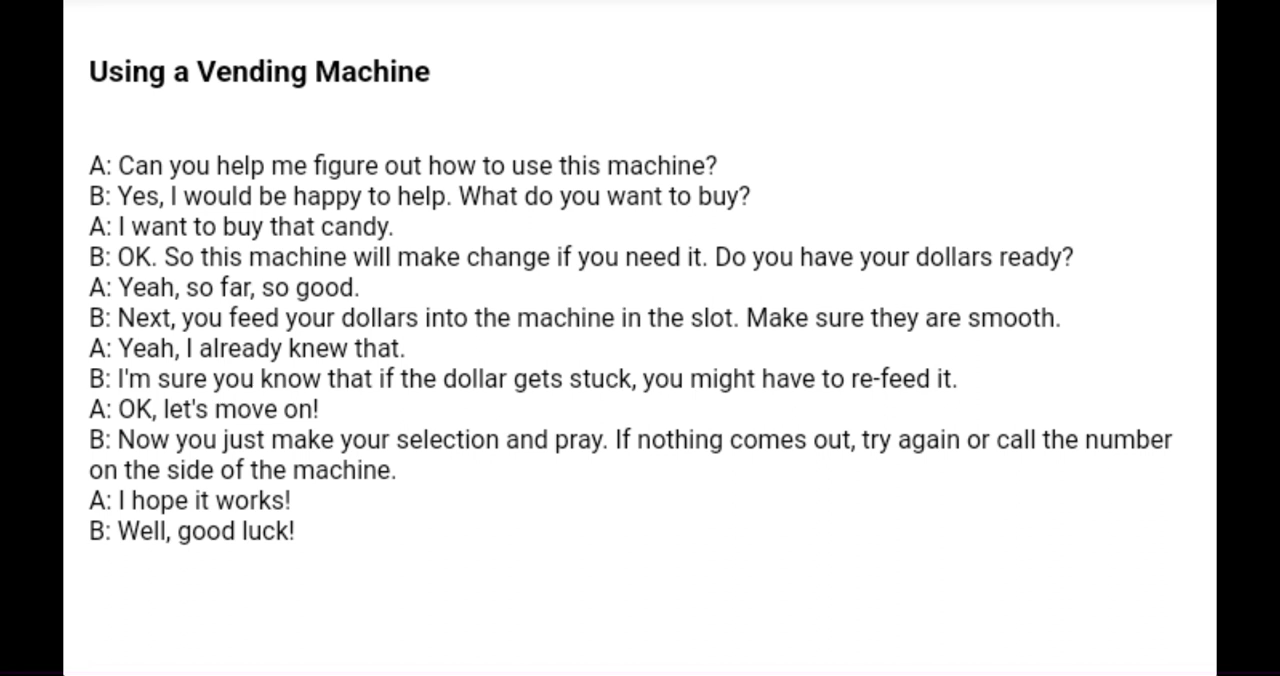 Using a Vending Machine
A: Can you help me figure out how to use this machine?
B: Yes, I would be happy to help. What do you want to buy?
A: I want to buy that candy.
B: OK. So this machine will make change if you need it. Do you have your dollars ready?
A: Yeah, so far, so good.
B: Next, you feed your dollars into the machine in the slot. Make sure they are smooth.
A: Yeah, I already knew that.
B: I'm sure you know that if the dollar gets stuck, you might have to re-feed it.
A: OK, let's move on!
B: Now you just make your selection and pray. If nothing comes out, try again or call the number
on the side of the machine.
A: I hope it works!
B: Well, good luck!